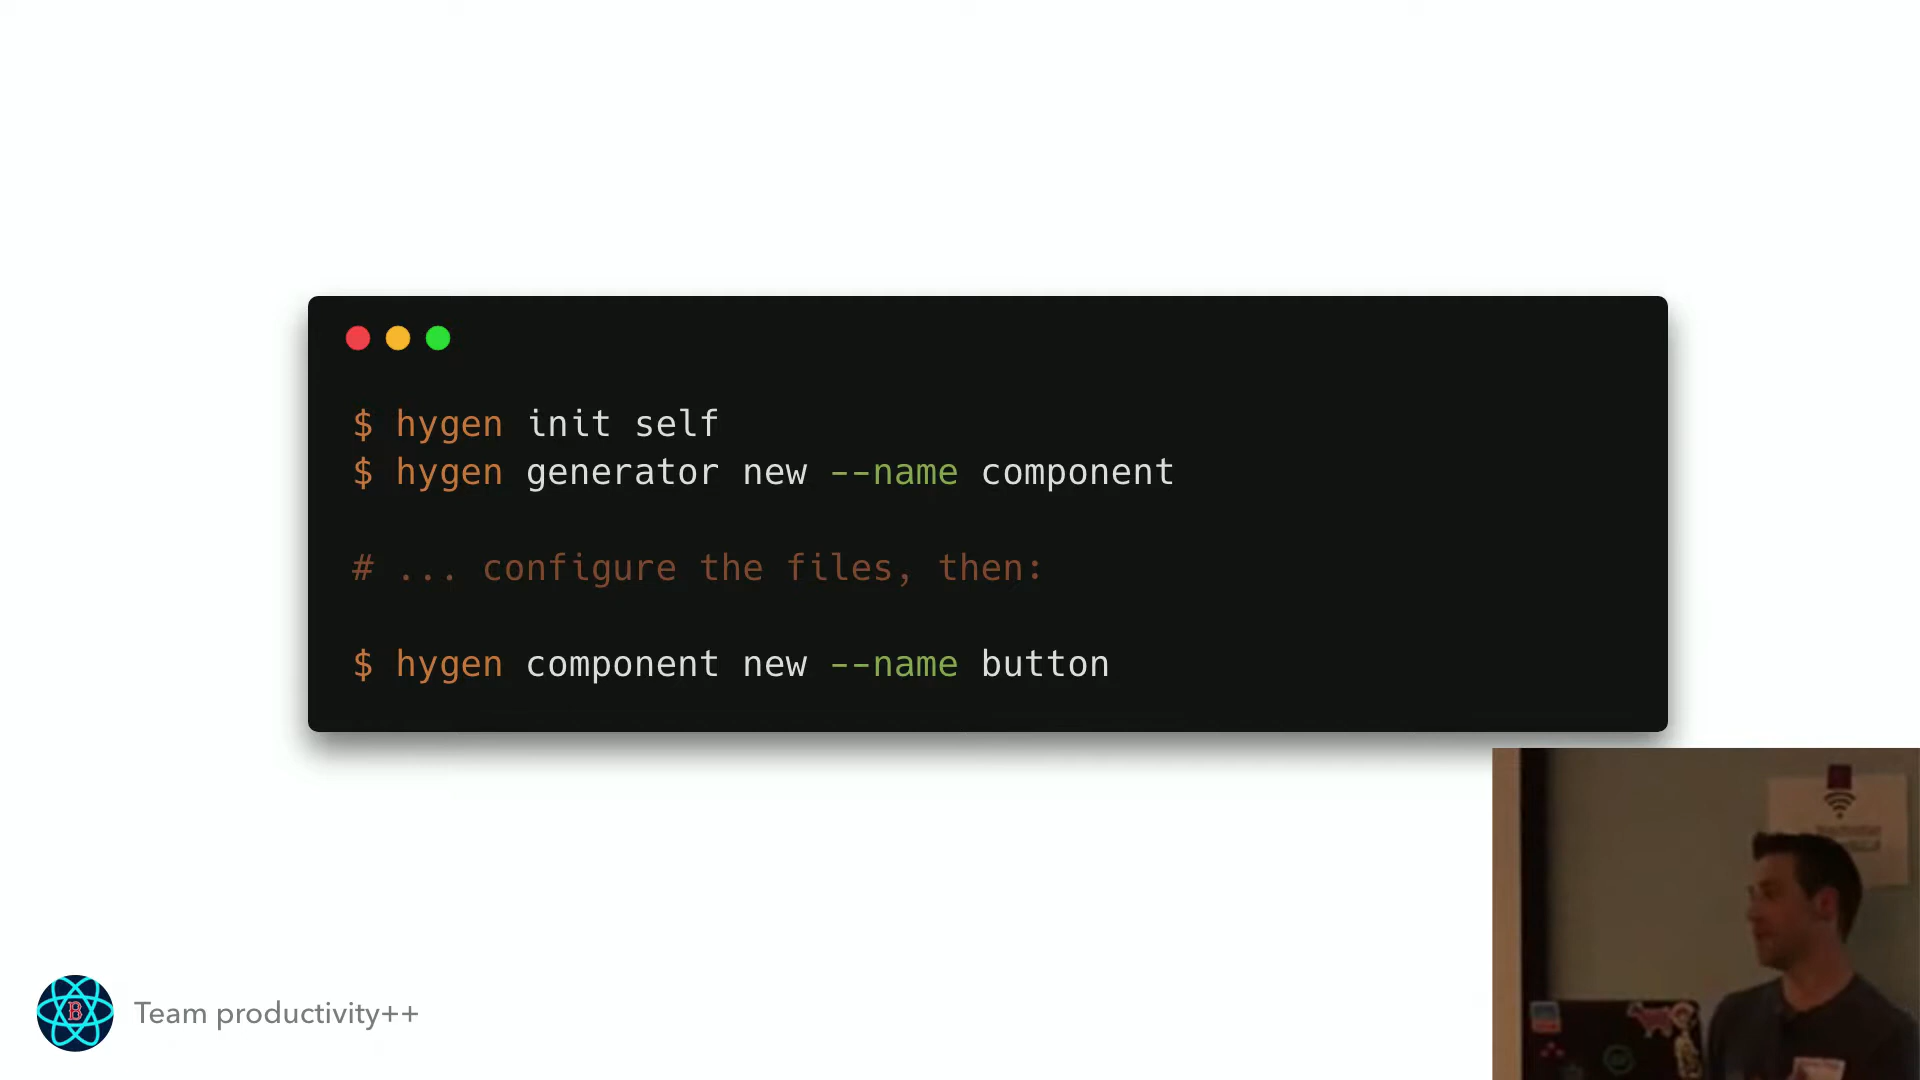 $ hygen init self
$ hygen generator new --name component
# ... configure the files, then:
$ hygen component new --name button
B
Team productivity++